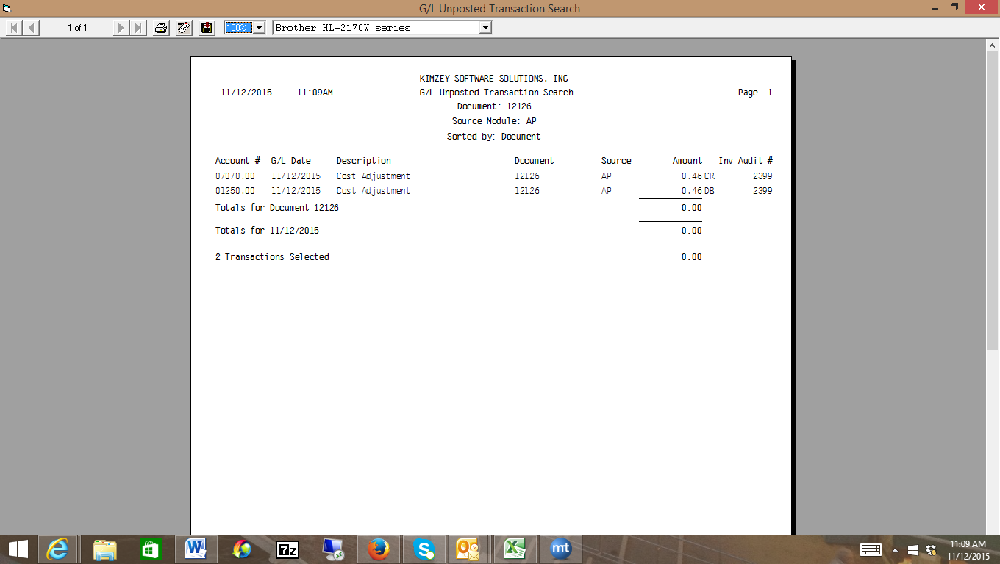 G/L Unposted Transaction Search
1 of 1 100% Brother HL-2170W series
KIMZEY SOFTWARE SOLUTIONS, INC
11/12/2015 11:09AM G/L Unposted Transaction Search Page 1
Document: 12126
Source Module: AP
Sorted by: Document
Account # G/L Date Description Document Source Amount Inv Audit #
07070.00 11/12/2015 Cost Adjustment 12126 AP 0.46 CR 2399
01250.00 11/12/2015 Cost Adjustment 12126 AP 0.46 DB 2399
Totals for Document 12126 0.00
Totals for 11/12/2015 0.00
2 Transactions Selected 0.00
7z mt 11:09 AM
11/12/2015